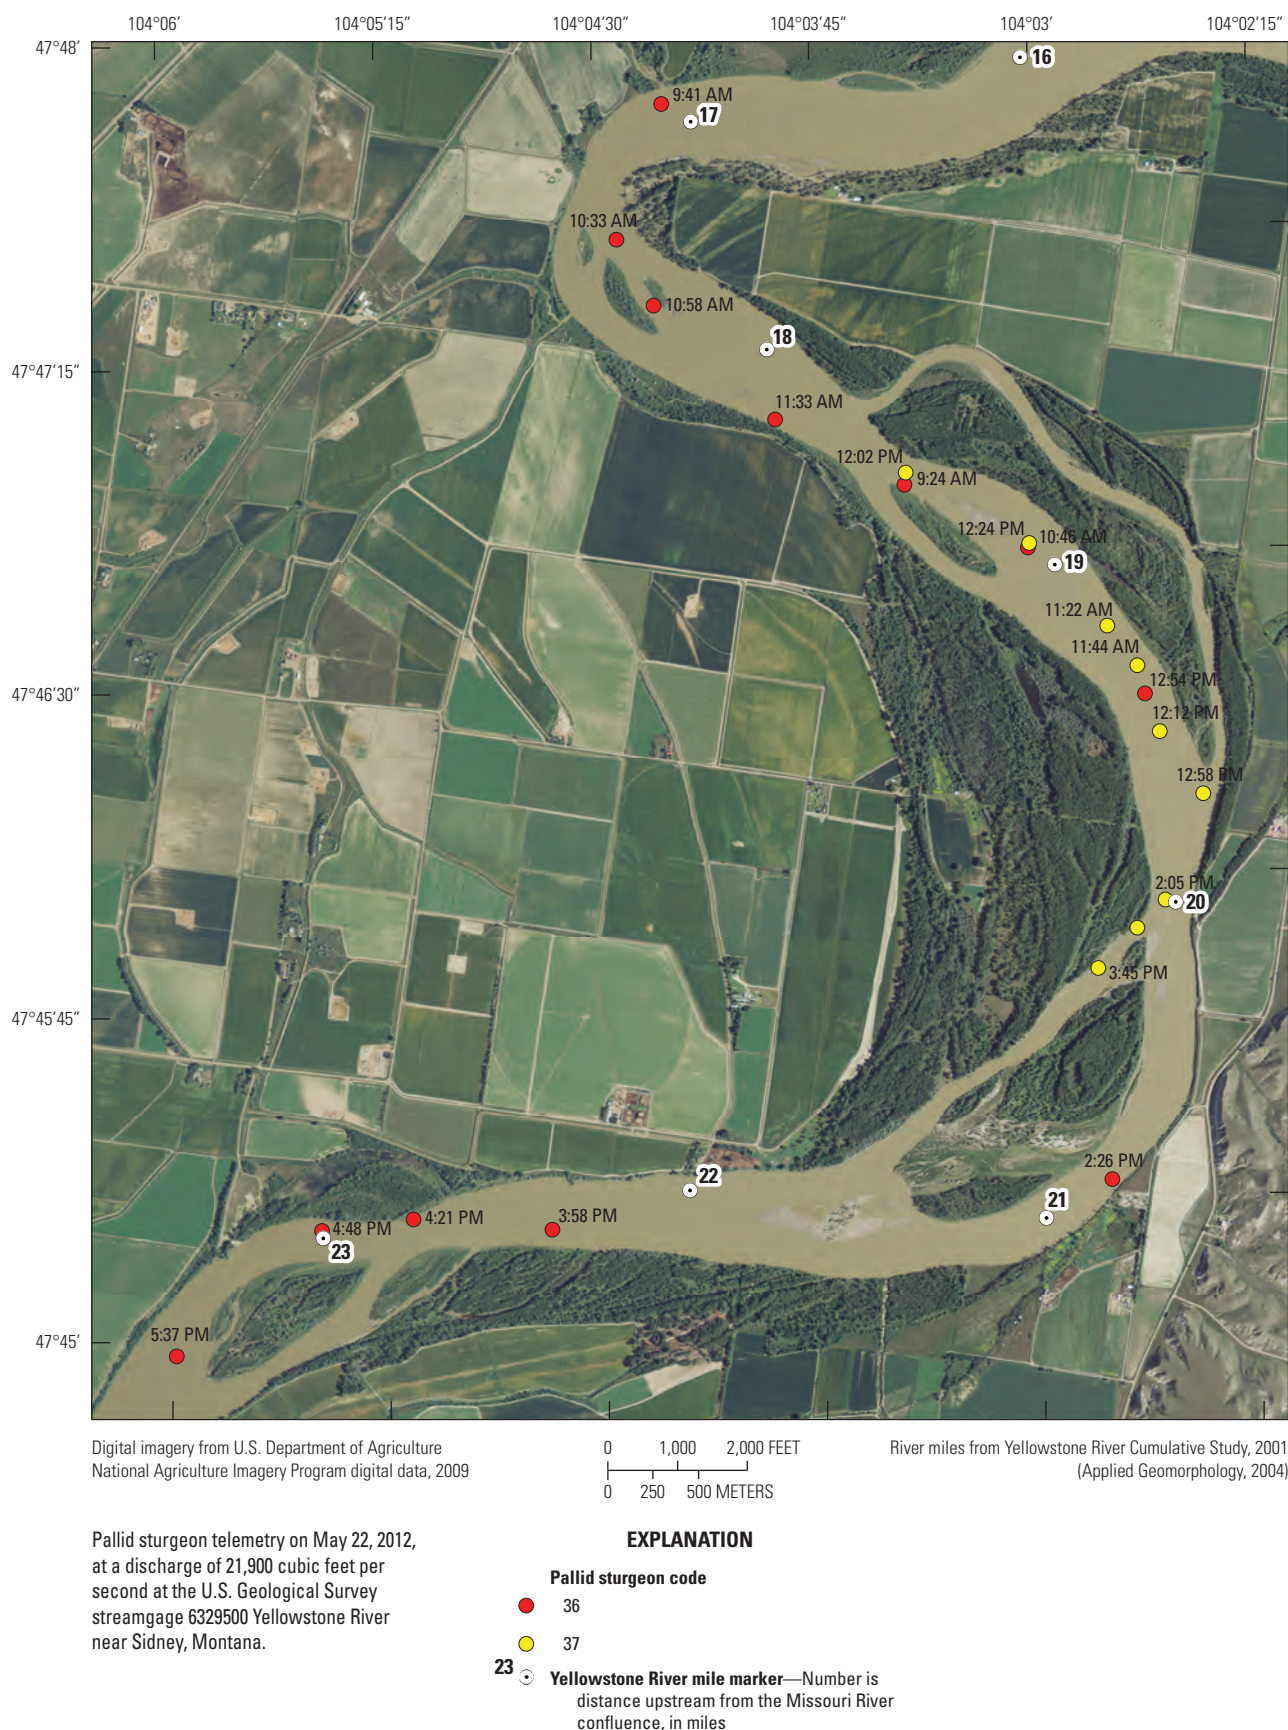 104°06’ 104°05’15” 104°04’30” 104°03’45” 104°03’ 104°02’15”
47°48’
16
9:41 AM
17
10:33 AM
10:58 AM
18
47°47’15”
11:33 AM
12:02 PM
9:24 AM
12:24 PM
10:46 AM
19
11:22 AM
11:44 AM
12:54 PM
47°46’30”
12:12 PM
12:58 PM
2:05 PM
20
3:45 PM
47°45’45”
2:26 PM
22
21
3:58 PM
4:21 PM
4:48 PM
23
5:37 PM
47°45’
Digital imagery from U.S. Department of Agriculture
National Agriculture Imagery Program digital data, 2009
0 1,000 2,000 FEET
0 250 500 METERS
River miles from Yellowstone River Cumulative Study, 2001
(Applied Geomorphology, 2004)
Pallid sturgeon telemetry on May 22, 2012,
at a discharge of 21,900 cubic feet per
second at the U.S. Geological Survey
streamgage 6329500 Yellowstone River
near Sidney, Montana.
EXPLANATION
Pallid sturgeon code
36
37
23 Yellowstone River mile marker—Number is
distance upstream from the Missouri River
confluence, in miles